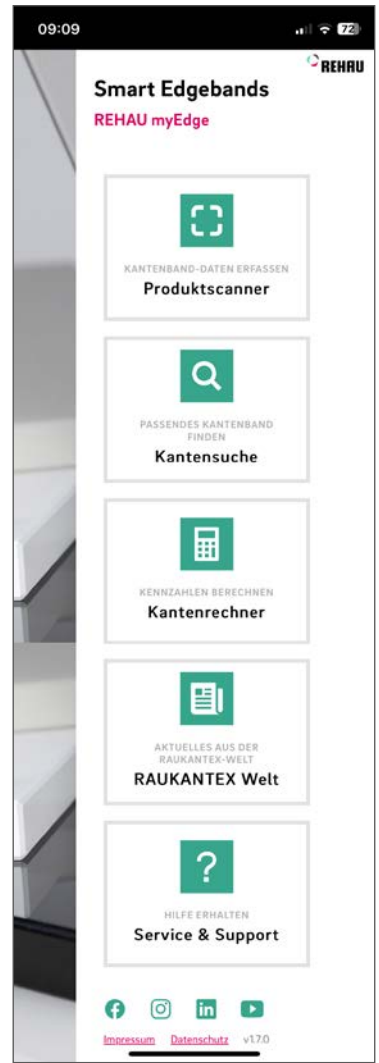 09:09
72
REHAU
Smart Edgebands
REHAU myEdge
KANTENBAND-DATEN ERFASSEN
Produktscanner
PASSENDES KANTENBAND
FINDEN
Kantensuche
KENNZAHLEN BERECHNEN
Kantenrechner
AKTUELLES AUS DER
RAUKANTEX-WELT
RAUKANTEX Welt
?
HILFE ERHALTEN
Service & Support
Impressum Datenschutz v1.7.0